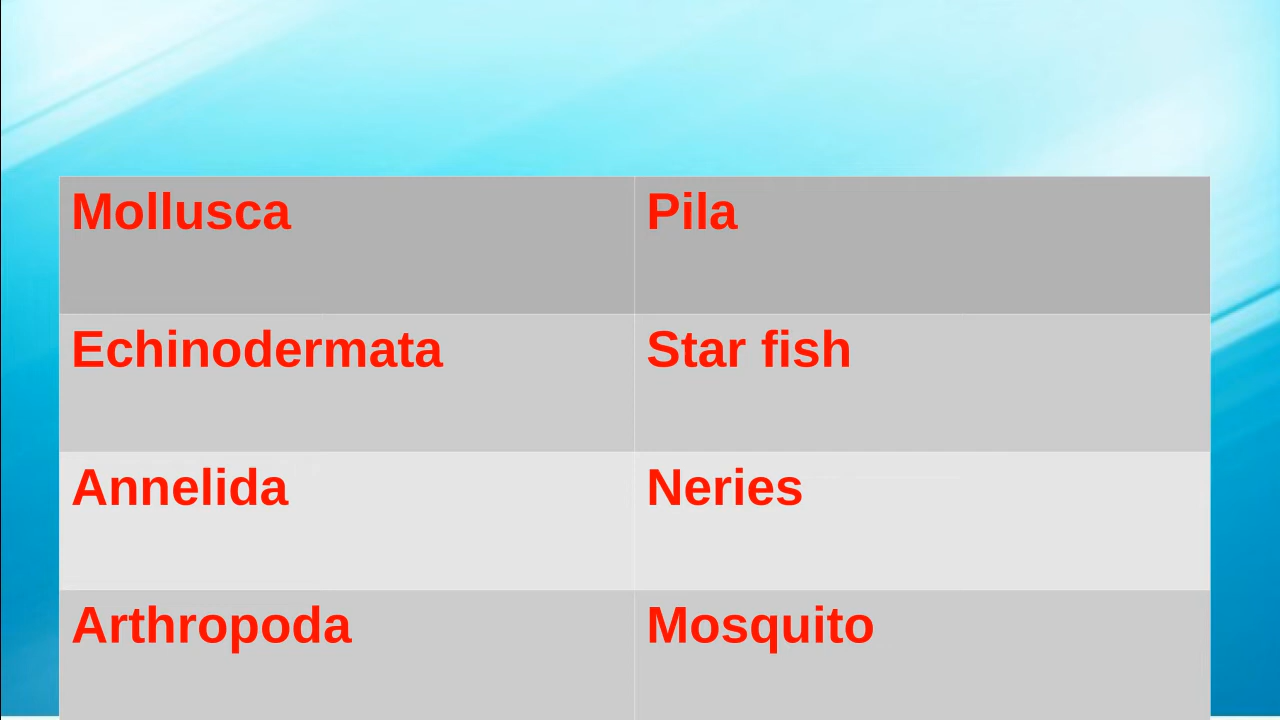 Mollusca Pila
Echinodermata Star fish
Annelida Neries
Arthropoda Mosquito